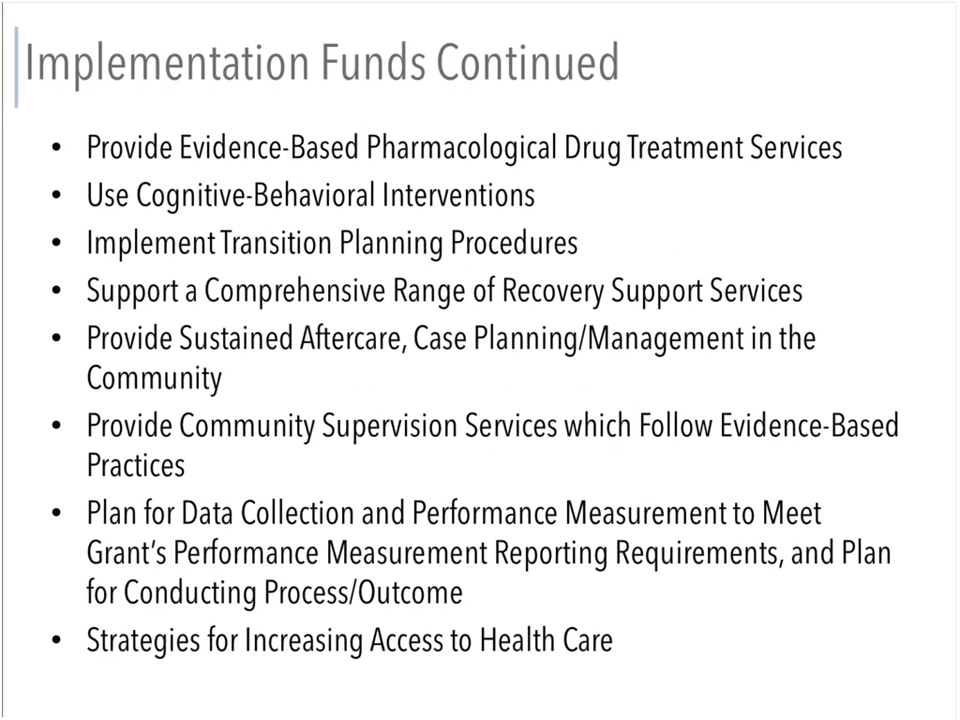 Implementation Funds Continued
• Provide Evidence-Based Pharmacological Drug Treatment Services
• Use Cognitive-Behavioral Interventions
• Implement Transition Planning Procedures
• Support a Comprehensive Range of Recovery Support Services
• Provide Sustained Aftercare, Case Planning/Management in the
Community
• Provide Community Supervision Services which Follow Evidence-Based
Practices
• Plan for Data Collection and Performance Measurement to Meet
Grant's Performance Measurement Reporting Requirements, and Plan
for Conducting Process/Outcome
• Strategies for Increasing Access to Health Care